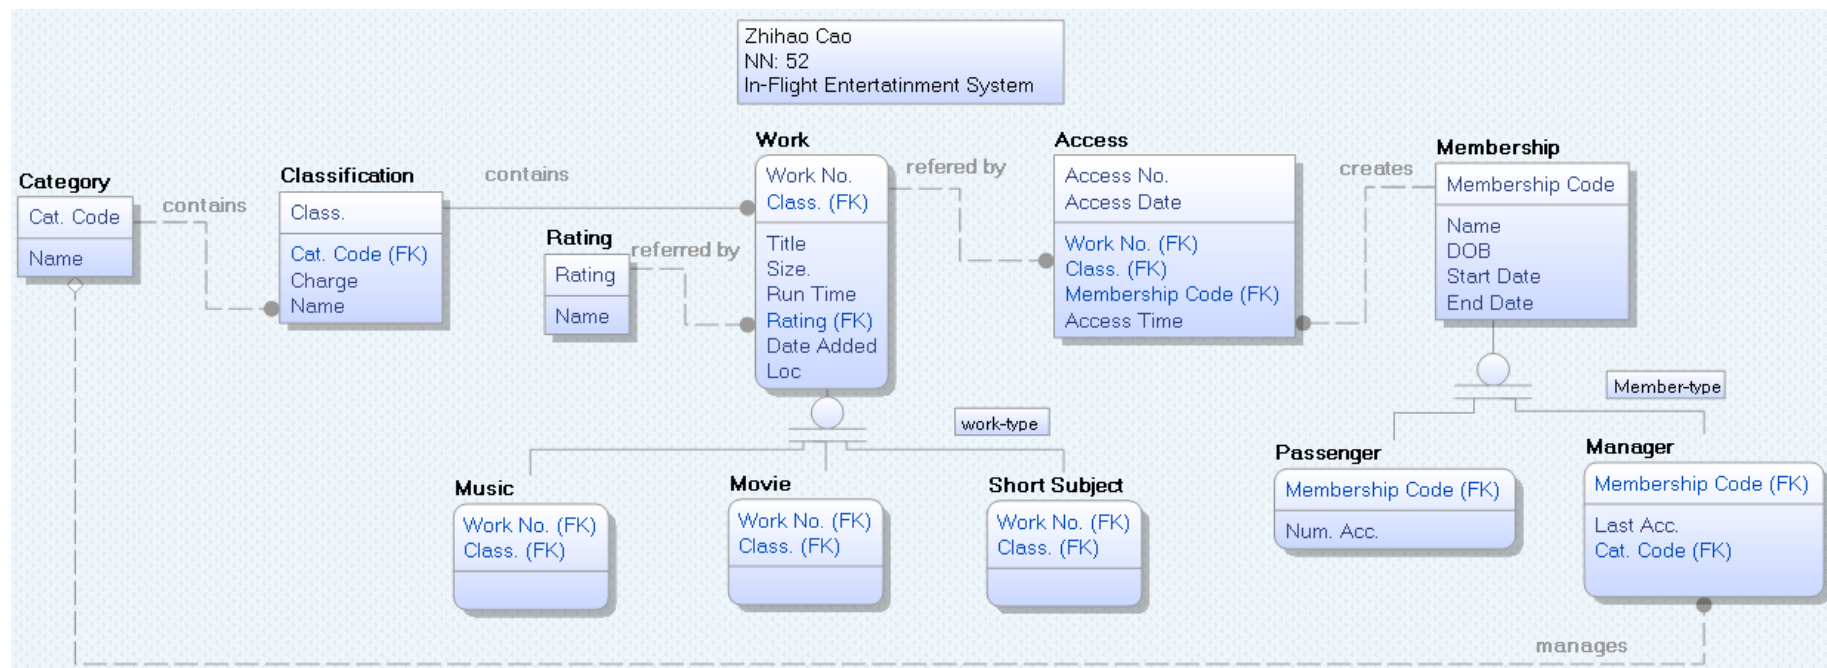 Zhihao Cao
NN: 52
In-Flight Entertatinment System
Category
Cat. Code
Name
contains
Classification
Class.
Cat. Code (FK)
Charge
Name
contains
Rating
Rating
Name
referred by
Work
Work No.
Class. (FK)
Title
Size.
Run Time
Rating (FK)
Date Added
Loc
refered by
Access
Access No.
Access Date
Work No. (FK)
Class. (FK)
Membership Code (FK)
Access Time
creates
Membership
Membership Code
Name
DOB
Start Date
End Date
work-type
Member-type
Music
Work No. (FK)
Class. (FK)
Movie
Work No. (FK)
Class. (FK)
Short Subject
Work No. (FK)
Class. (FK)
Passenger
Membership Code (FK)
Num. Acc.
Manager
Membership Code (FK)
Last Acc.
Cat. Code (FK)
manages